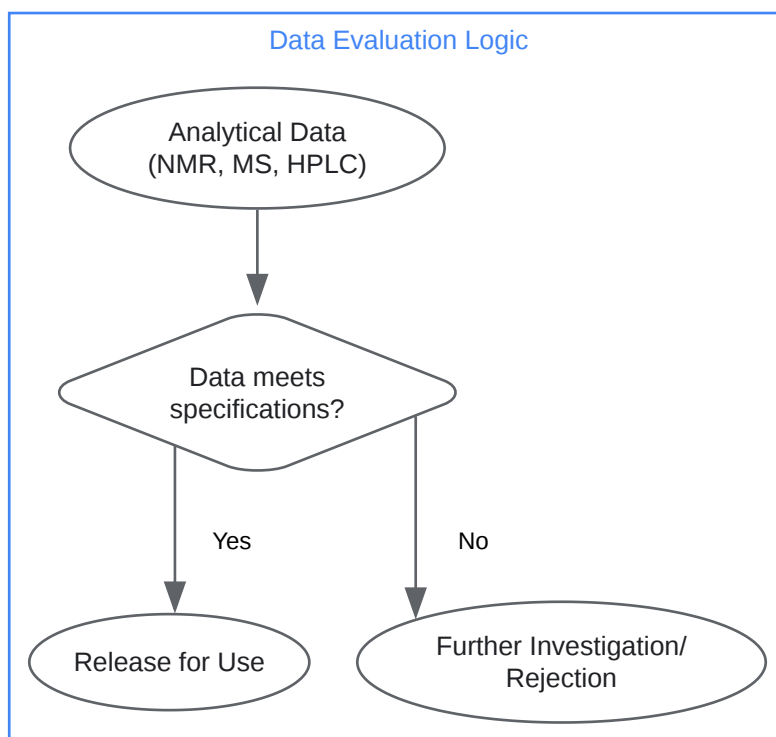 Data Evaluation Logic
Analytical Data
(NMR, MS, HPLC)
Data meets
specifications?
Yes
No
Release for Use
Further Investigation/
Rejection